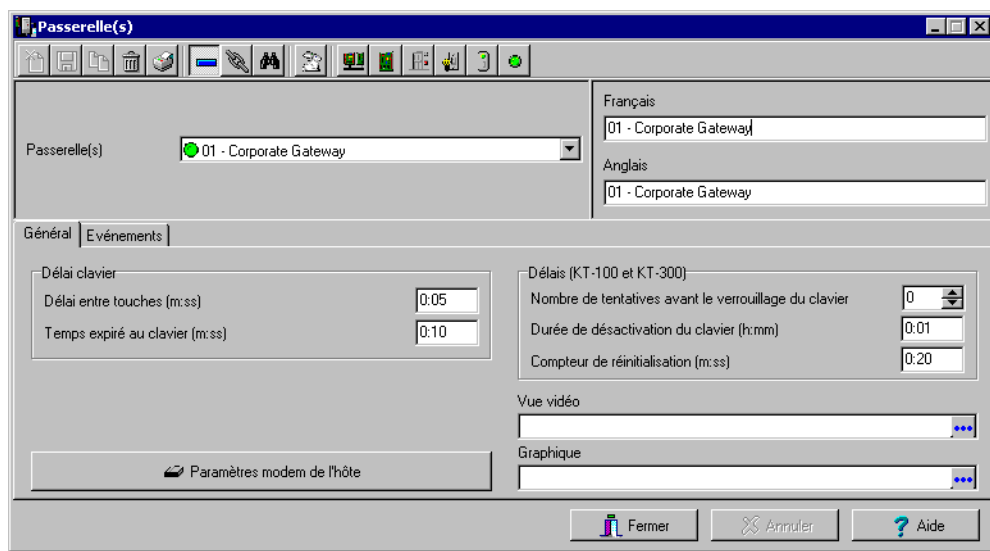 Passerelle(s)
Passerelle(s)
01 - Corporate Gateway
Français
01 - Corporate Gateway
Anglais
01 - Corporate Gateway
Général
Evénements
Délai clavier
Délai entre touches (m:ss)
0:05
Temps expiré au clavier (m:ss)
0:10
Délais (KT-100 et KT-300)
Nombre de tentatives avant le verrouillage du clavier
0
Durée de désactivation du clavier (h:mm)
0:01
Compteur de réinitialisation (m:ss)
0:20
Vue vidéo
Graphique
Paramètres modem de l'hôte
Fermer
Annuler
Aide